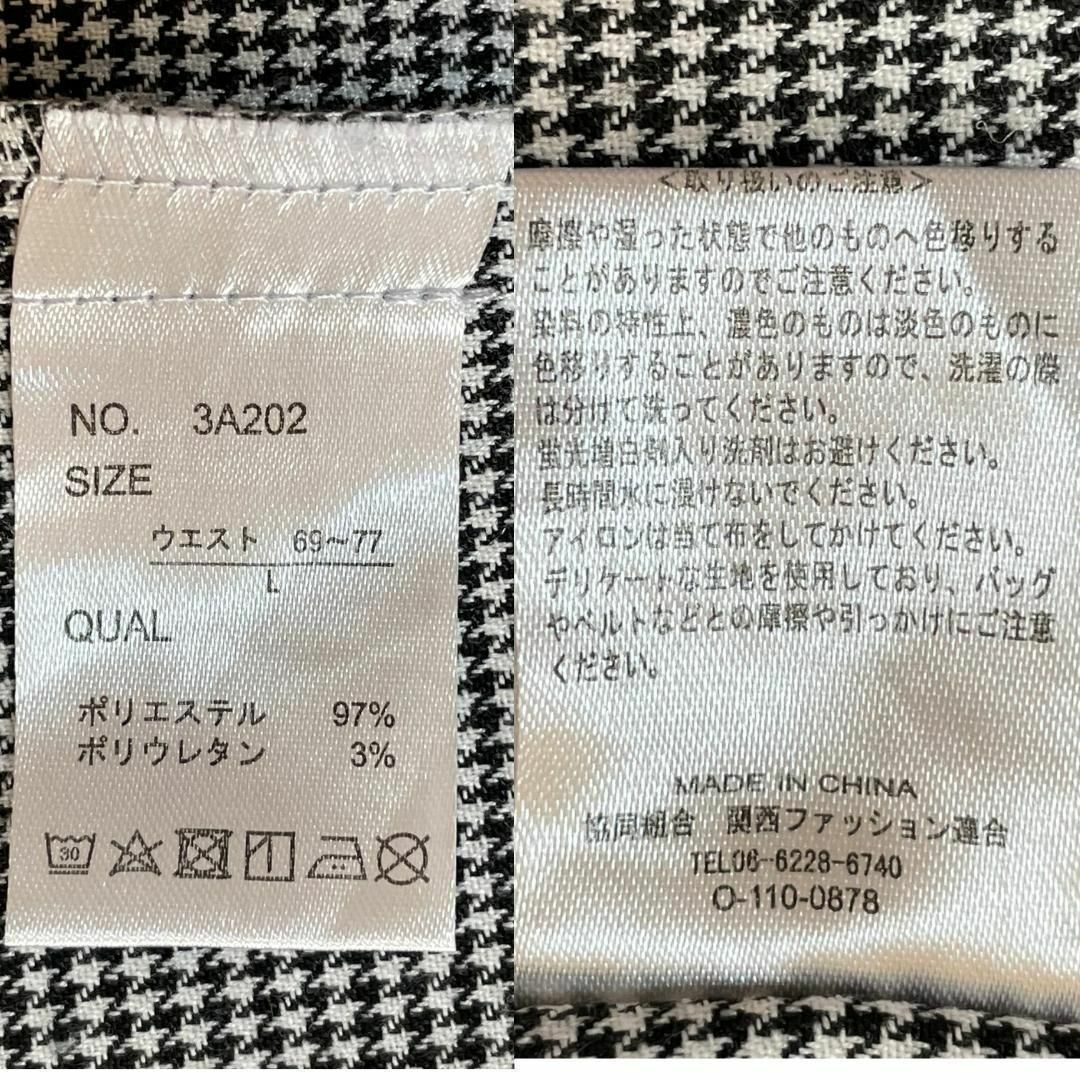 NO. 3A202
SIZE
ウエスト 69～77
L
QUAL
ポリエステル 97%
ポリウレタン 3%
30
＜取り扱いのご注意＞
摩擦や湿った状態で他のものへ色移りする
ことがありますのでご注意ください。
染料の特性上、濃色のものは淡色のものに
色移りすることがありますので、洗濯の際
は分けて洗ってください。
蛍光増白剤入り洗剤はお避けください。
長時間水に浸けないでください。
アイロンは当て布をしてかけてください。
デリケートな生地を使用しており、バッグ
やベルトなどとの摩擦や引っかけにご注意
ください。
MADE IN CHINA
協同組合 関西ファッション連合
TEL06-6228-6740
O-110-0878